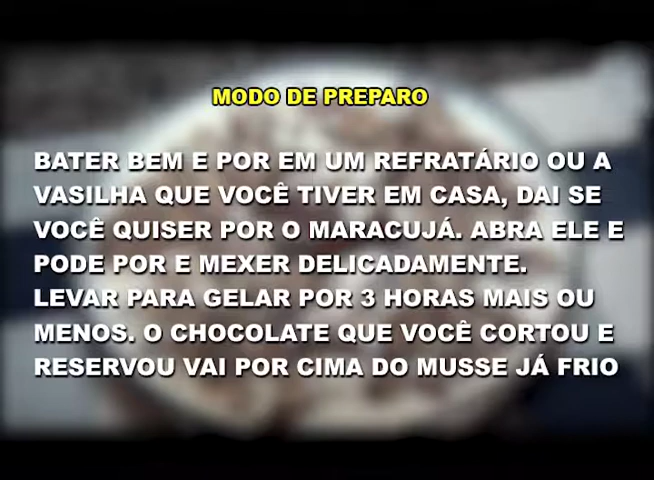 MODO DE PREPARO
BATER BEM E POR EM UM REFRATÁRIO OU A
VASILHA QUE VOCÊ TIVER EM CASA, DAI SE
VOCÊ QUISER POR O MARACUJÁ. ABRA ELE E
PODE POR E MEXER DELICADAMENTE.
LEVAR PARA GELAR POR 3 HORAS MAIS OU
MENOS. O CHOCOLATE QUE VOCÊ CORTOU E
RESERVOU VAI POR CIMA DO MUSSE JÁ FRIO